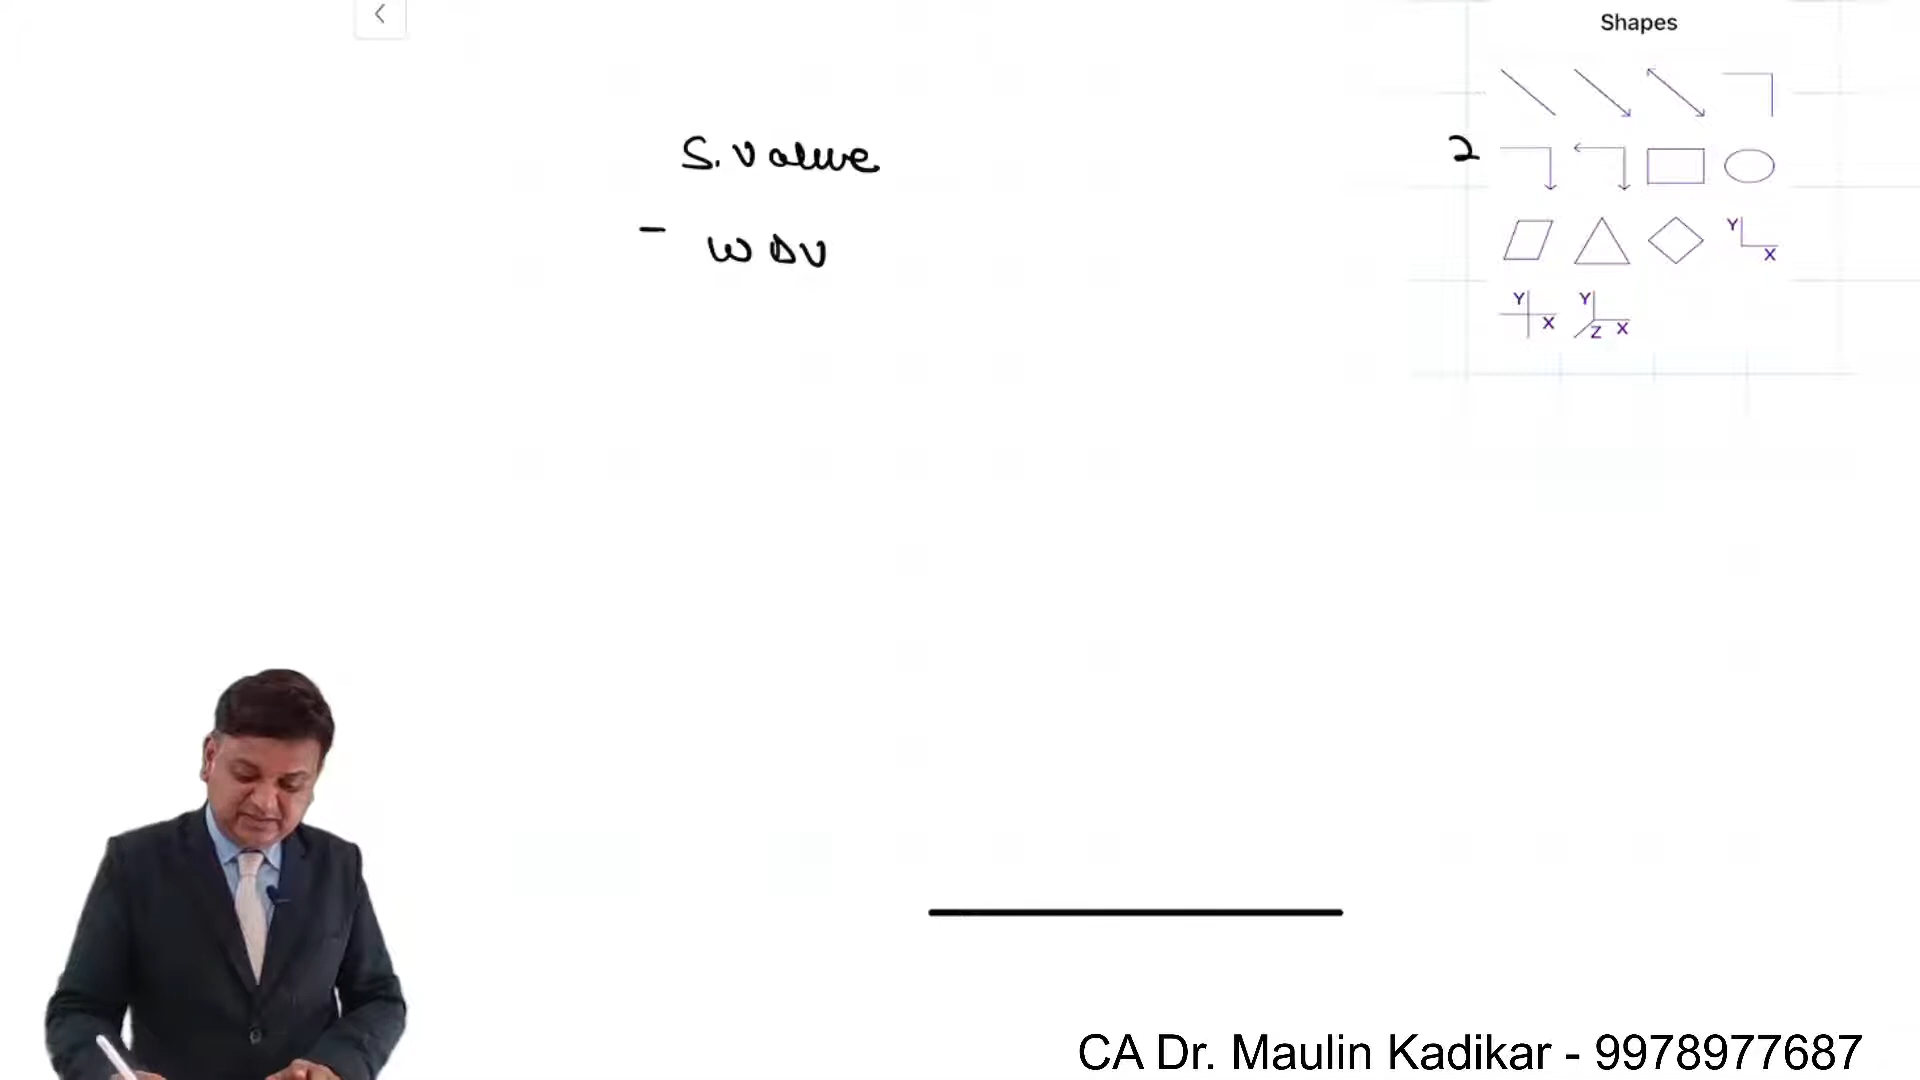 Shapes
S. value
2
- WDV
Y
X
Y
X
Y
Z X
CA Dr. Maulin Kadikar - 9978977687